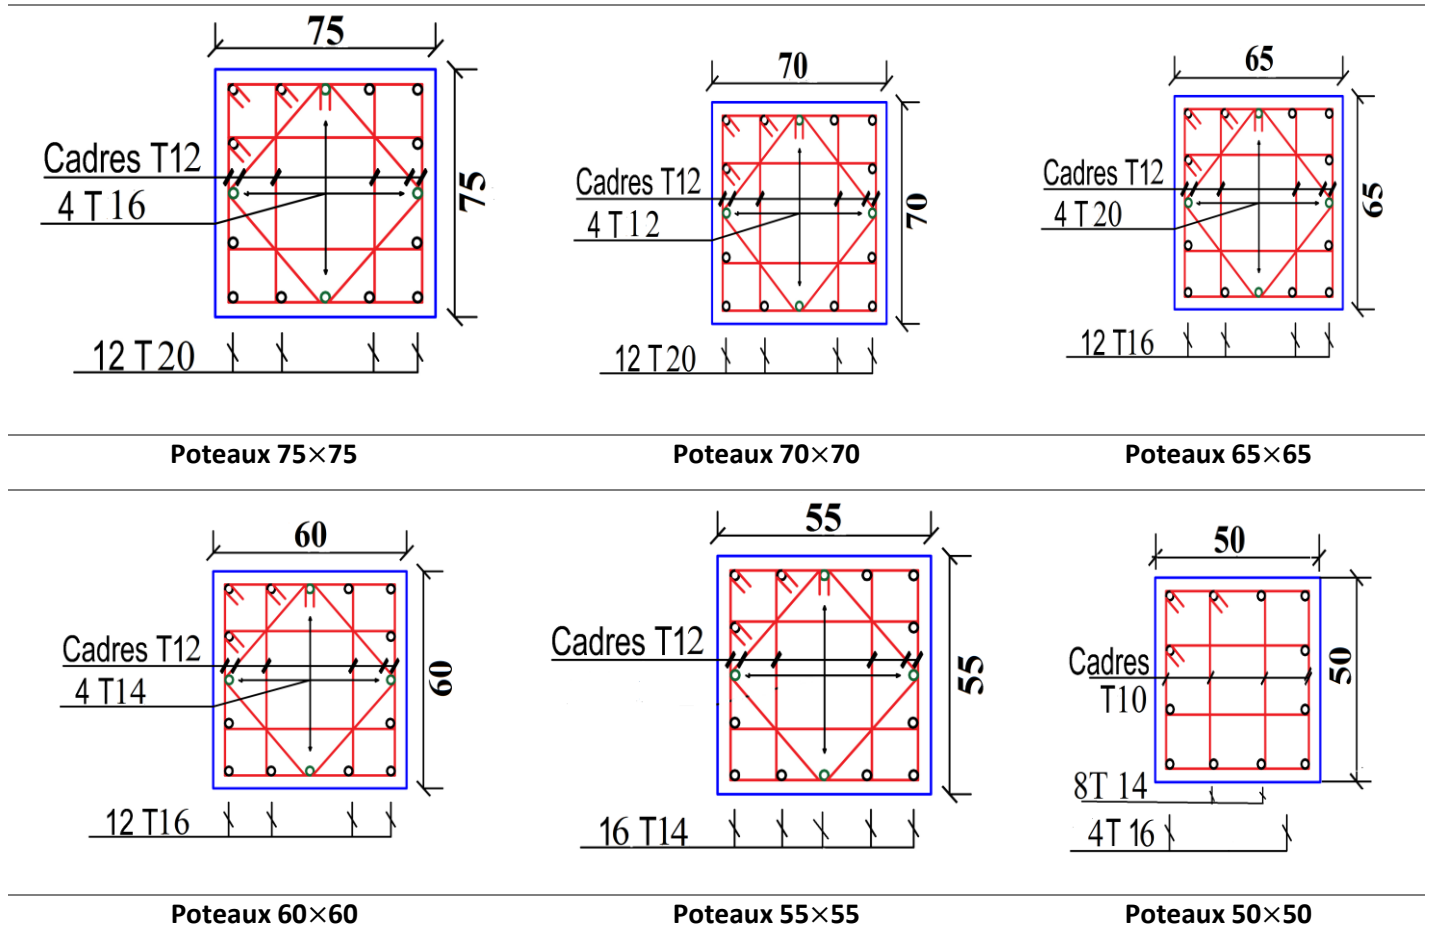 75
Cadres T12
4 T 16
75
12 T 20
70
Cadres T12
4 T 12
70
12 T 20
65
Cadres T12
4 T 20
65
12 T16
Poteaux 75×75
Poteaux 70×70
Poteaux 65×65
60
Cadres T12
4 T14
60
12 T16
55
Cadres T12
55
16 T14
50
Cadres
T10
50
8T 14
4T 16
Poteaux 60×60
Poteaux 55×55
Poteaux 50×50